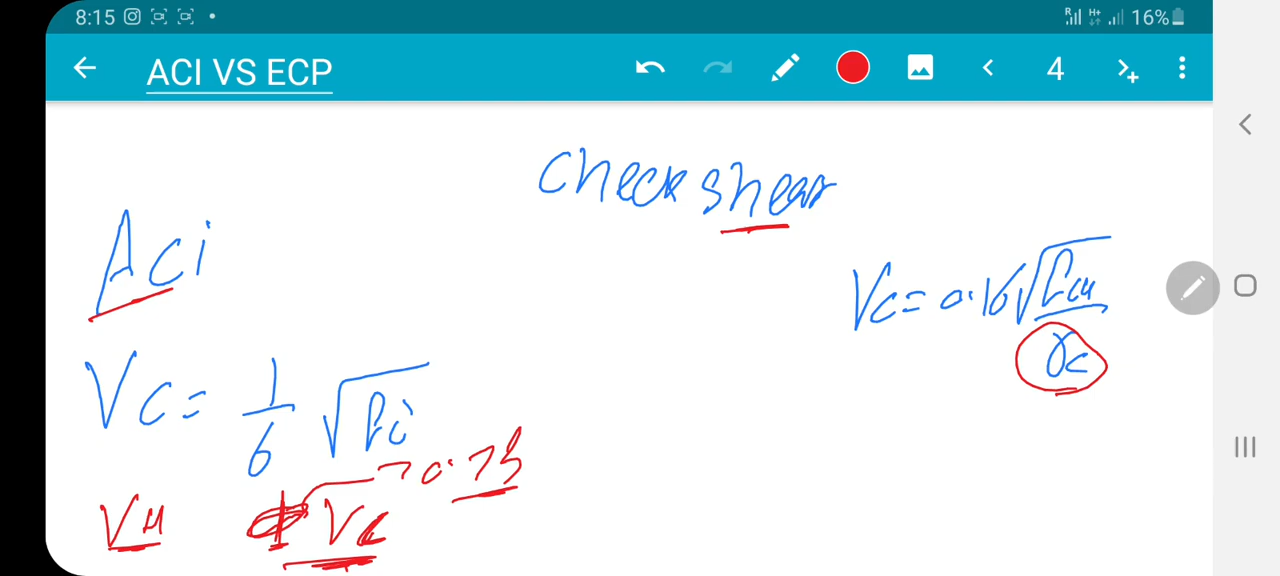 8:15 16%
ACI VS ECP 4
check shear
Aci
Vc = 0.16 √fcu / γc
Vc = 1/6 √fc'
→ 0.75
Vu ϕ Vc